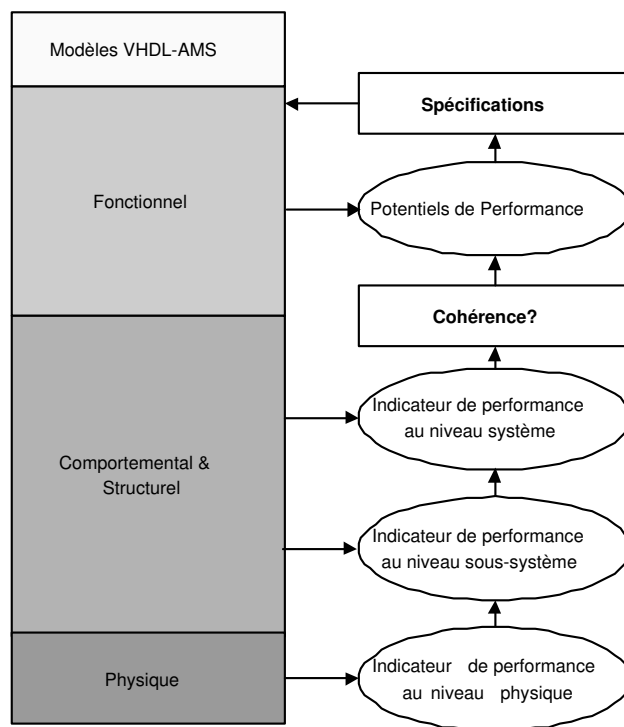 Modèles VHDL-AMS
Spécifications
Fonctionnel
Potentiels de Performance
Cohérence?
Indicateur de performance
au niveau système
Comportemental &
Structurel
Indicateur de performance
au niveau sous-système
Physique
Indicateur de performance
au niveau physique